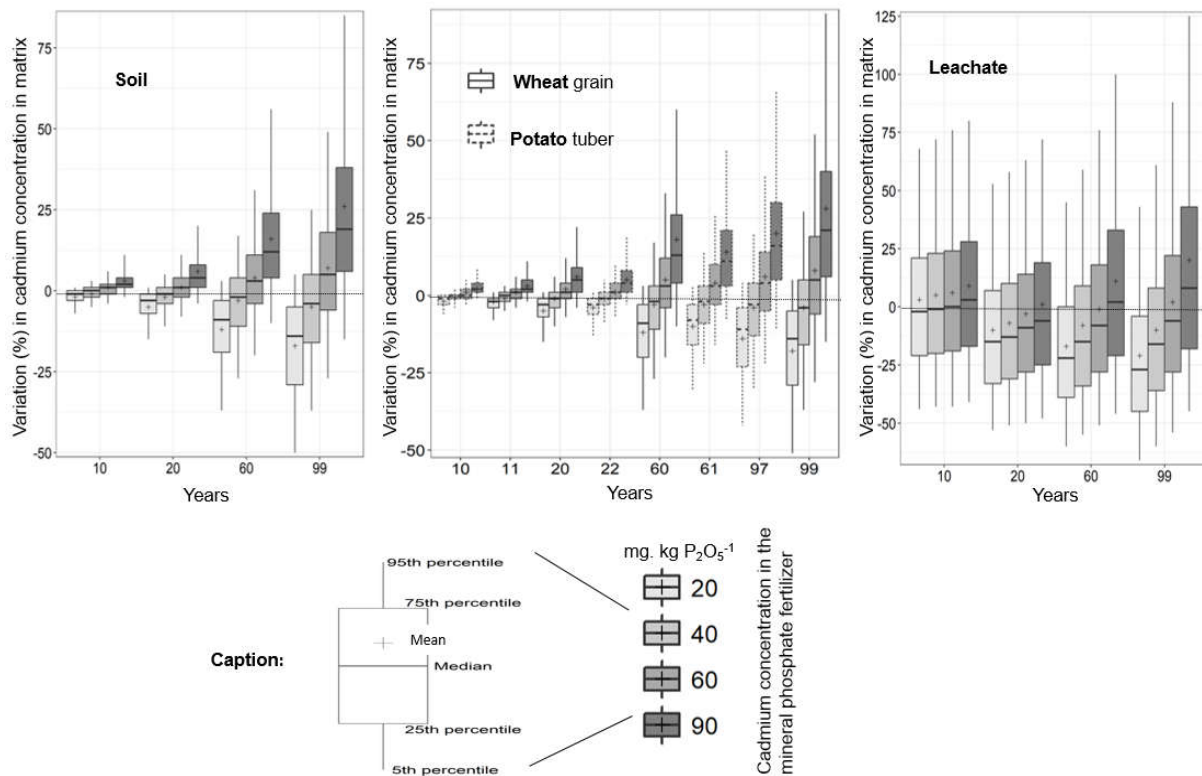 Variation (%) in cadmium concentration in matrix
75
50
25
0
-25
-50
Soil
10
20
60
99
Years
Variation (%) in cadmium concentration in matrix
75
50
25
0
-25
-50
Wheat grain
Potato tuber
10
11
20
22
60
61
97
99
Years
Variation (%) in cadmium concentration in matrix
125
100
75
50
25
0
-25
-50
Leachate
10
20
60
99
Years
Caption:
95th percentile
75th percentile
Mean
Median
25th percentile
5th percentile
mg. kg P₂O₅⁻¹
20
40
60
90
Cadmium concentration in the
mineral phosphate fertilizer